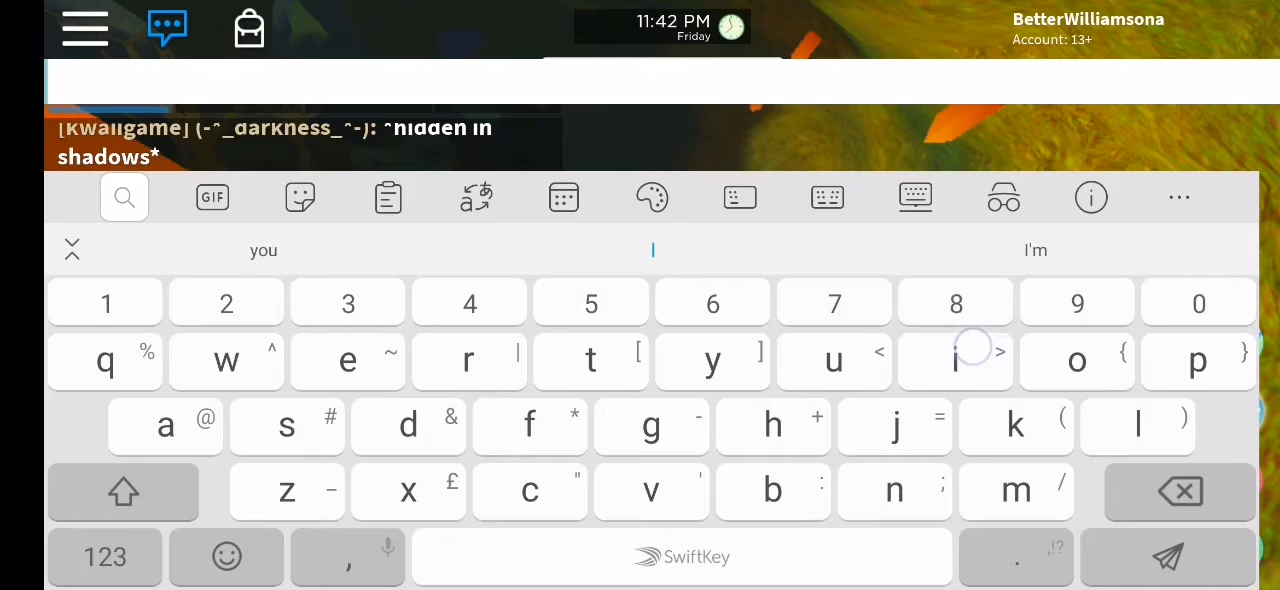 11:42 PM
Friday
BetterWilliamsona
Account: 13+
[kwaiigame] (-^_darkness_^-): *hidden in
shadows*
GIF
you I I'm
1 2 3 4 5 6 7 8 9 0
q % w ^ e ~ r | t [ y ] u < i > o { p }
a @ s # d & f * g - h + j = k ( l )
z _ x £ c " v ' b : n ; m /
123 , SwiftKey . ,!?